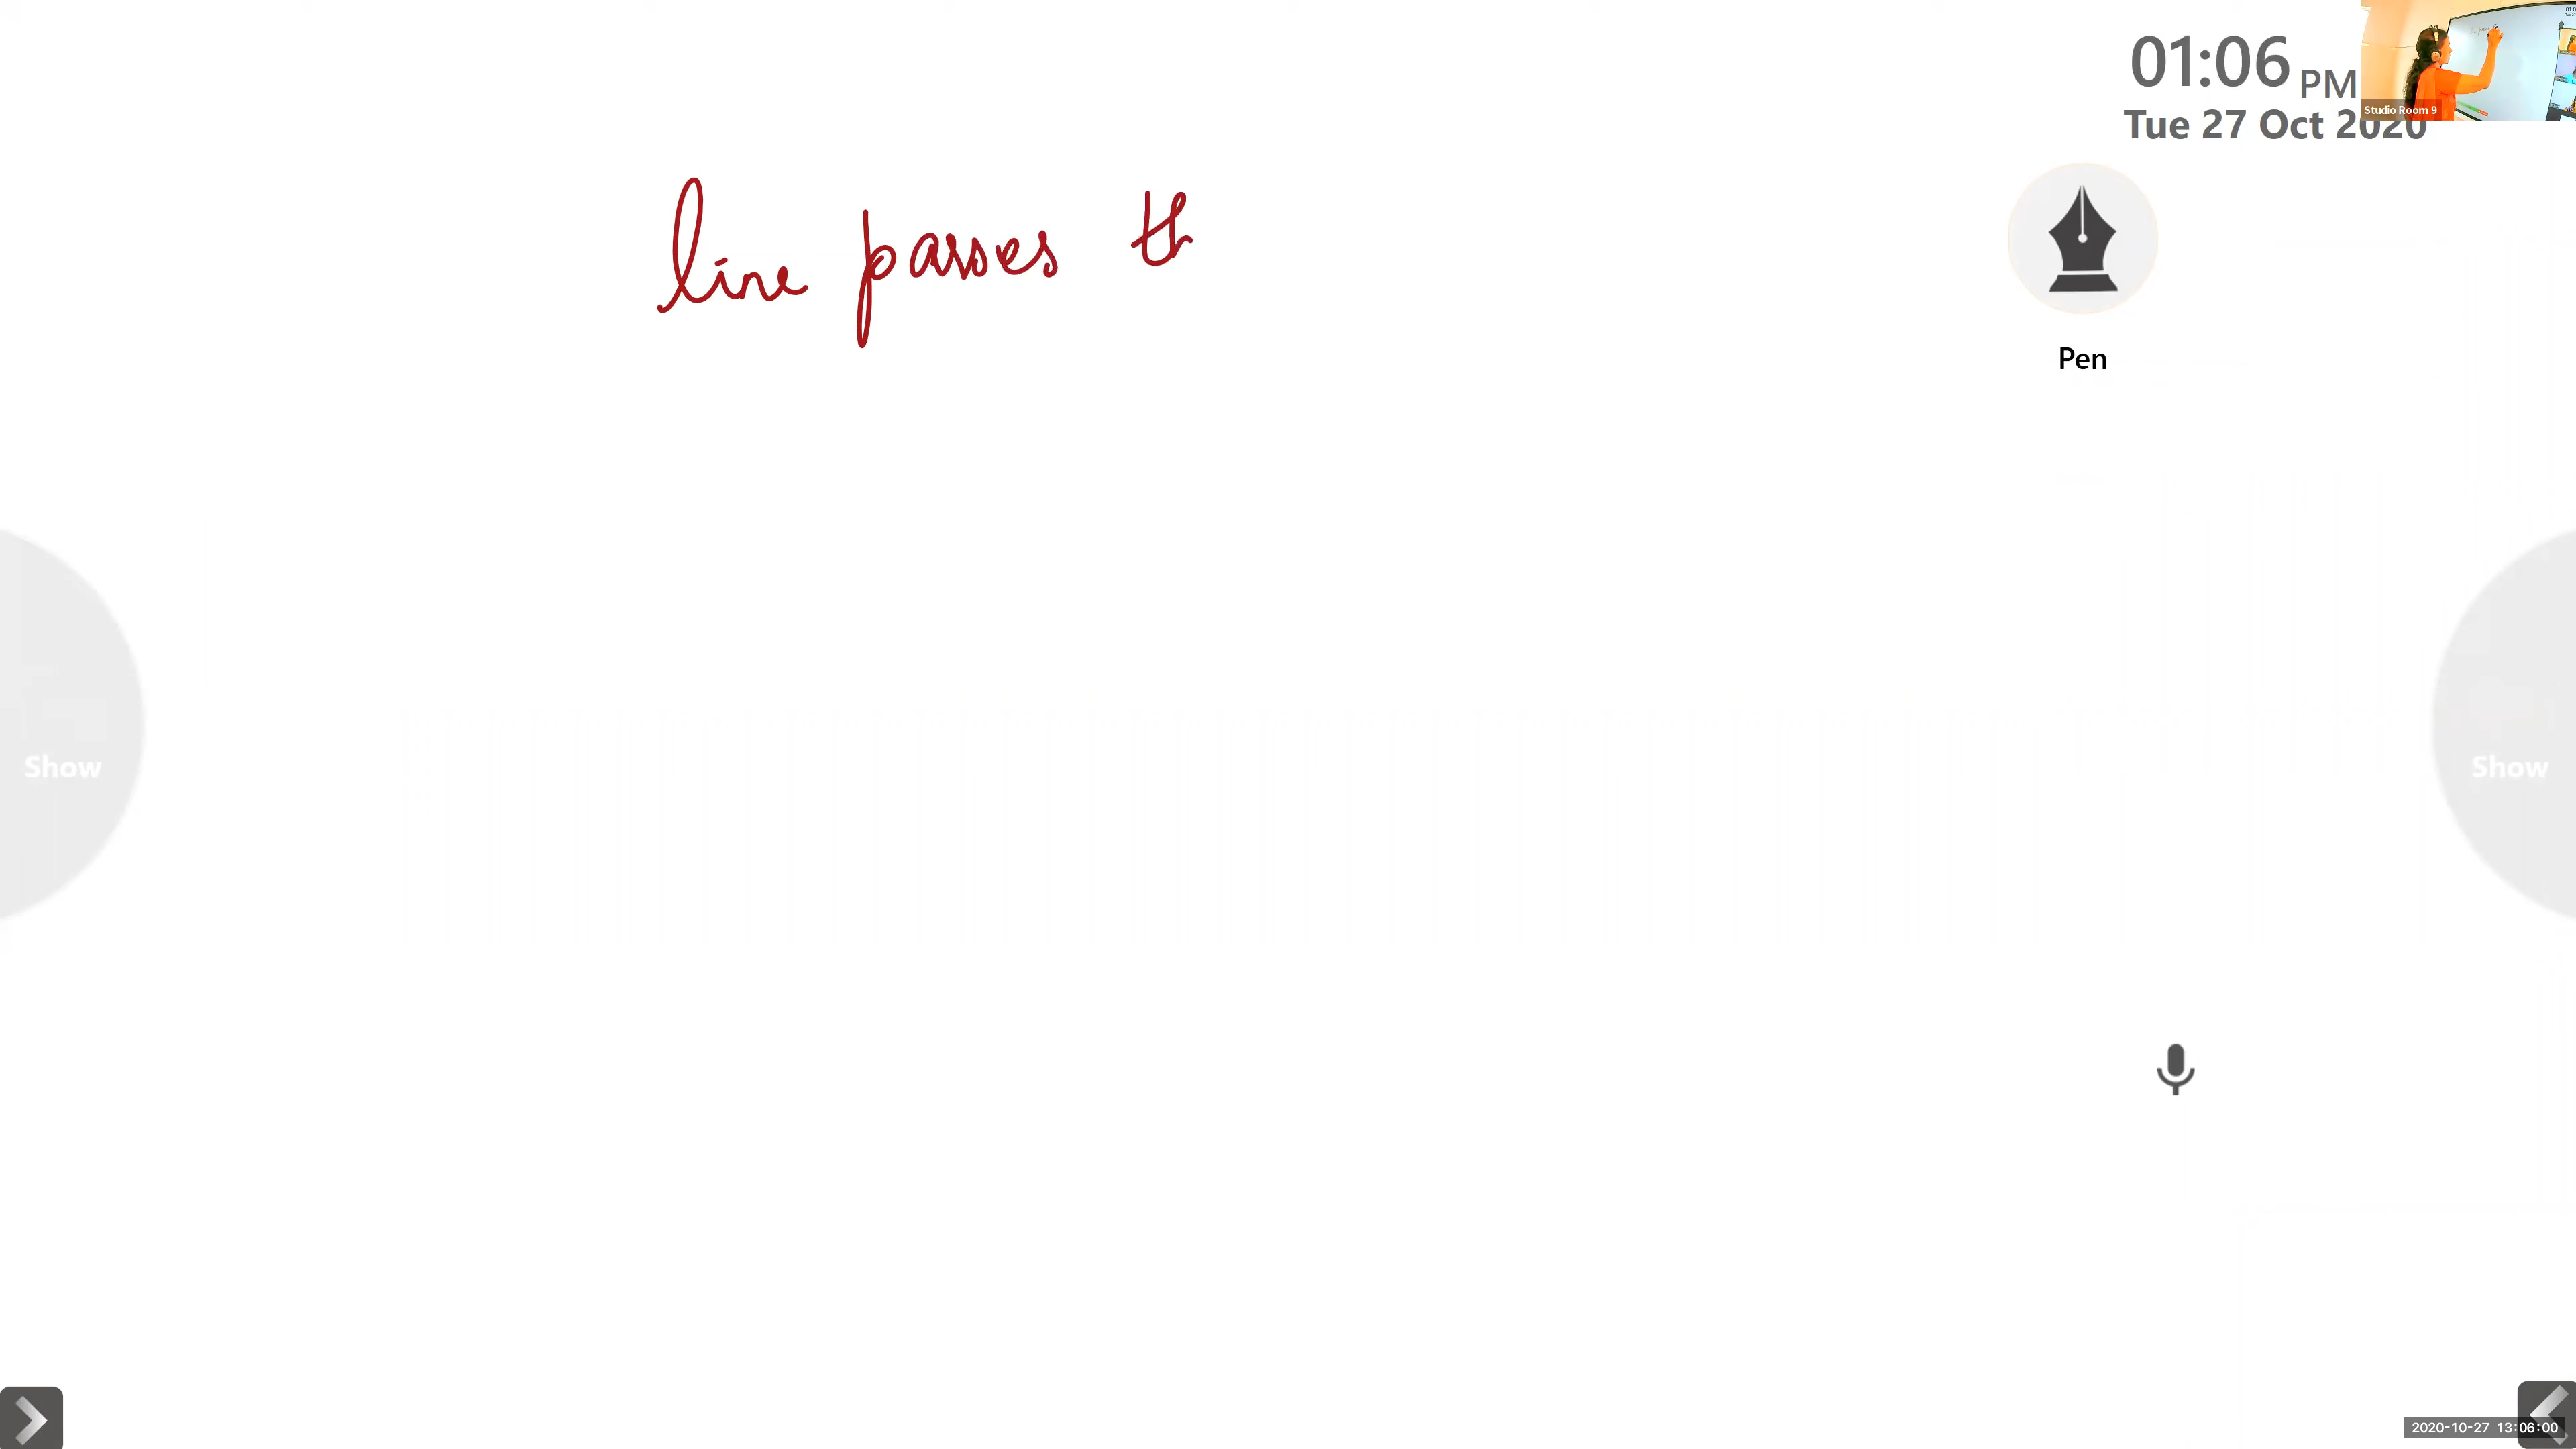 01:06 PM
Studio Room 9
Tue 27 Oct 2020
line passes th
Pen
Show
Show
2020-10-27 13:06:00